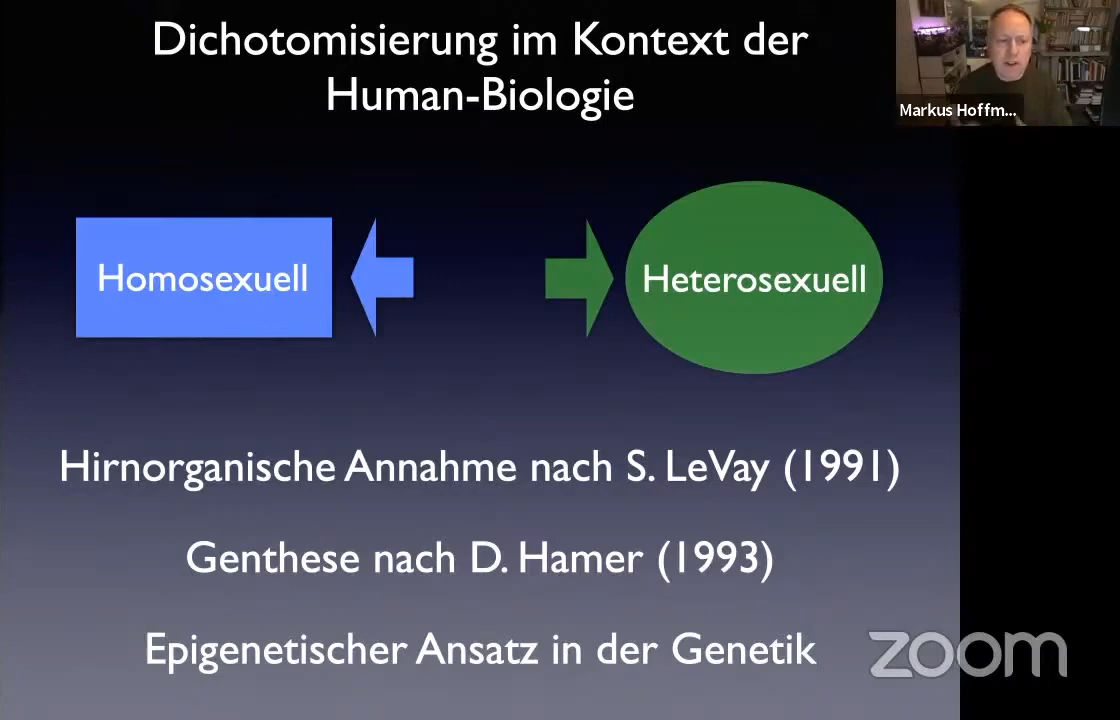 Dichotomisierung im Kontext der
Human-Biologie
Markus Hoffm...
Homosexuell
Heterosexuell
Hirnorganische Annahme nach S. LeVay (1991)
Genthese nach D. Hamer (1993)
Epigenetischer Ansatz in der Genetik
zoom